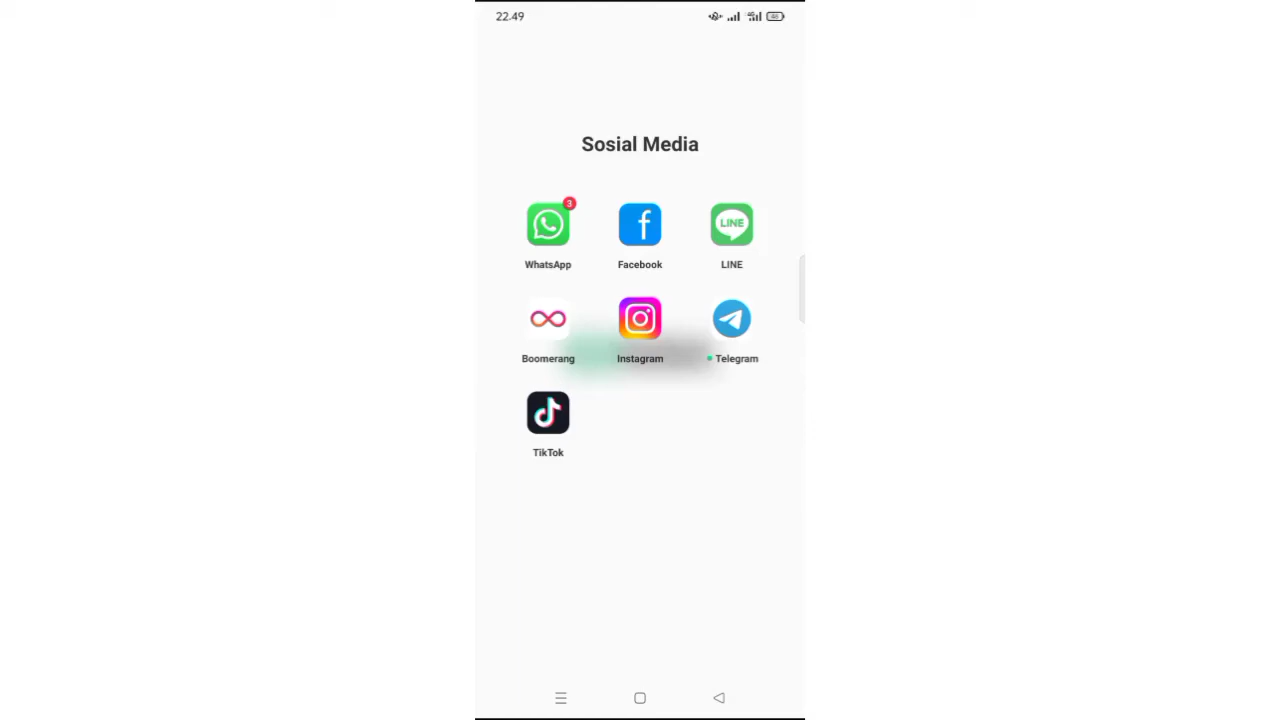 22.49
Sosial Media
3
LINE
WhatsApp Facebook LINE
Boomerang Instagram Telegram
TikTok